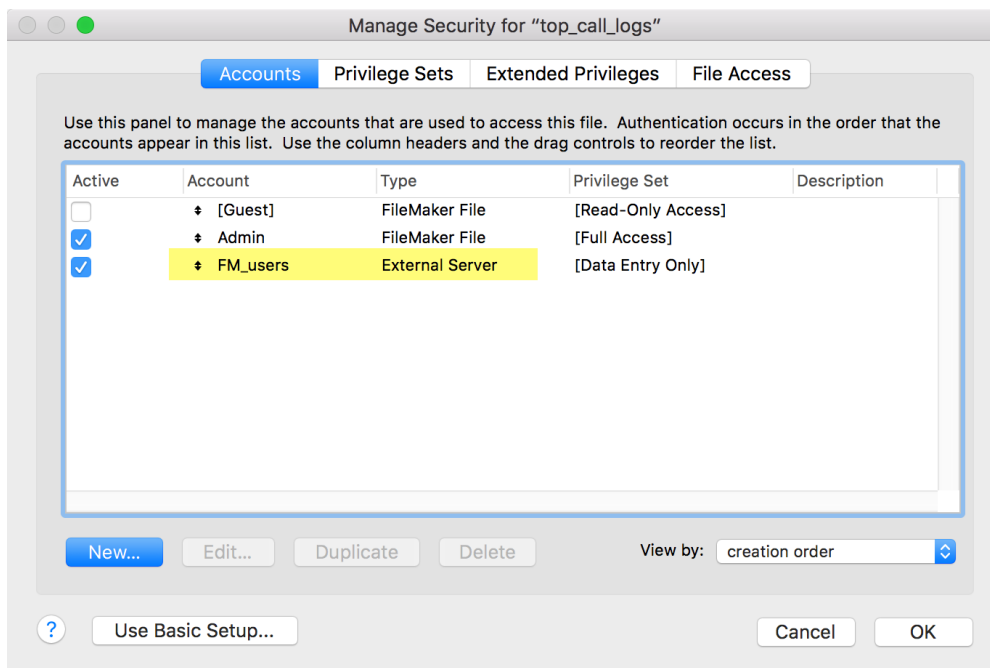 Manage Security for “top_call_logs”
Accounts Privilege Sets Extended Privileges File Access
Use this panel to manage the accounts that are used to access this file.  Authentication occurs in the order that the
accounts appear in this list.  Use the column headers and the drag controls to reorder the list.
Active Account Type Privilege Set Description
[Guest] FileMaker File [Read-Only Access]
Admin FileMaker File [Full Access]
FM_users External Server [Data Entry Only]
New... Edit... Duplicate Delete View by: creation order
? Use Basic Setup... Cancel OK